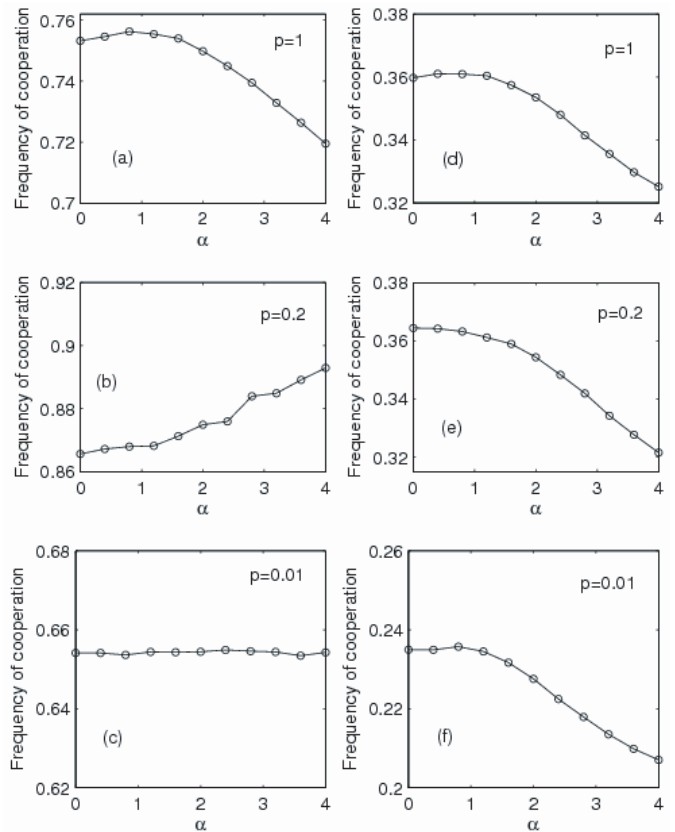 Frequency of cooperation
0.76
0.74
0.72
0.7
p=1
(a)
0 1 2 3 4
α
Frequency of cooperation
0.38
0.36
0.34
0.32
p=1
(d)
0 1 2 3 4
α
Frequency of cooperation
0.92
0.9
0.88
0.86
p=0.2
(b)
0 1 2 3 4
α
Frequency of cooperation
0.38
0.36
0.34
0.32
p=0.2
(e)
0 1 2 3 4
α
Frequency of cooperation
0.68
0.66
0.64
0.62
p=0.01
(c)
0 1 2 3 4
α
Frequency of cooperation
0.26
0.24
0.22
0.2
p=0.01
(f)
0 1 2 3 4
α